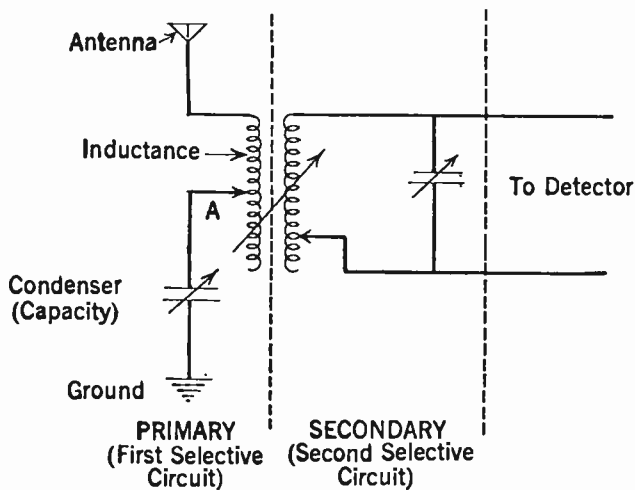 Antenna
Inductance
A
To Detector
Condenser
(Capacity)
Ground
PRIMARY
(First Selective
Circuit)
SECONDARY
(Second Selective
Circuit)